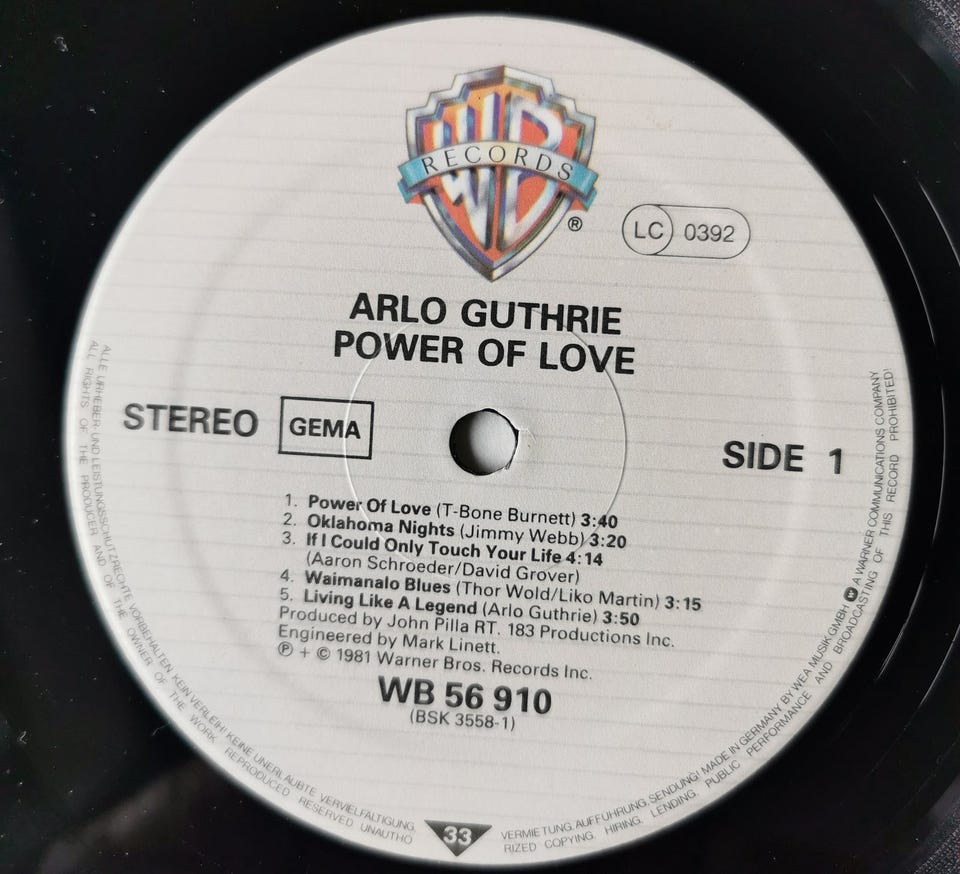 WB
RECORDS
®
LC 0392
ARLO GUTHRIE
POWER OF LOVE
STEREO GEMA
SIDE 1
1. Power Of Love (T-Bone Burnett) 3:40
2. Oklahoma Nights (Jimmy Webb) 3:20
3. If I Could Only Touch Your Life 4:14
(Aaron Schroeder/David Grover)
4. Waimanalo Blues (Thor Wold/Liko Martin) 3:15
5. Living Like A Legend (Arlo Guthrie) 3:50
Produced by John Pilla RT. 183 Productions Inc.
Engineered by Mark Linett.
℗ + © 1981 Warner Bros. Records Inc.
WB 56 910
(BSK 3558-1)
33
ALLE URHEBER- UND LEISTUNGSSCHUTZRECHTE VORBEHALTEN. KEIN VERLEIH! KEINE UNERLAUBTE VERVIELFÄLTIGUNG, VERMIETUNG, AUFFÜHRUNG, SENDUNG! MADE IN GERMANY BY WEA MUSIK GMBH A WARNER COMMUNICATIONS COMPANY
ALL RIGHTS OF THE PRODUCER AND OF THE OWNER OF THE WORK REPRODUCED RESERVED UNAUTHORIZED COPYING, HIRING, LENDING, PUBLIC PERFORMANCE AND BROADCASTING OF THIS RECORD PROHIBITED!